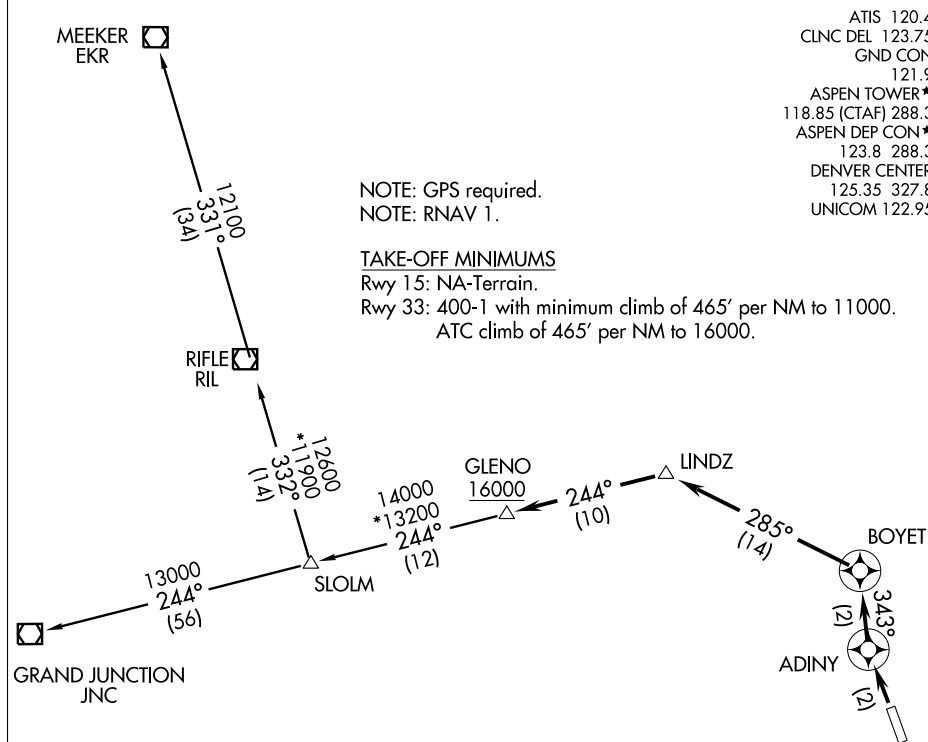 ATIS 120.4
CLNC DEL 123.75
GND CON
121.9
ASPEN TOWER★
118.85 (CTAF) 288.3
ASPEN DEP CON★
123.8 288.3
DENVER CENTER
125.35 327.8
UNICOM 122.95
MEEKER
EKR
12100
331°
(34)
NOTE: GPS required.
NOTE: RNAV 1.
TAKE-OFF MINIMUMS
Rwy 15: NA-Terrain.
Rwy 33: 400-1 with minimum climb of 465' per NM to 11000.
ATC climb of 465' per NM to 16000.
RIFLE
RIL
12600
*11900
332°
(14)
GLENO
16000
LINDZ
244°
(10)
14000
*13200
244°
(12)
285°
(14)
BOYET
SLOLM
13000
244°
(56)
343°
(2)
GRAND JUNCTION
JNC
ADINY
(2)